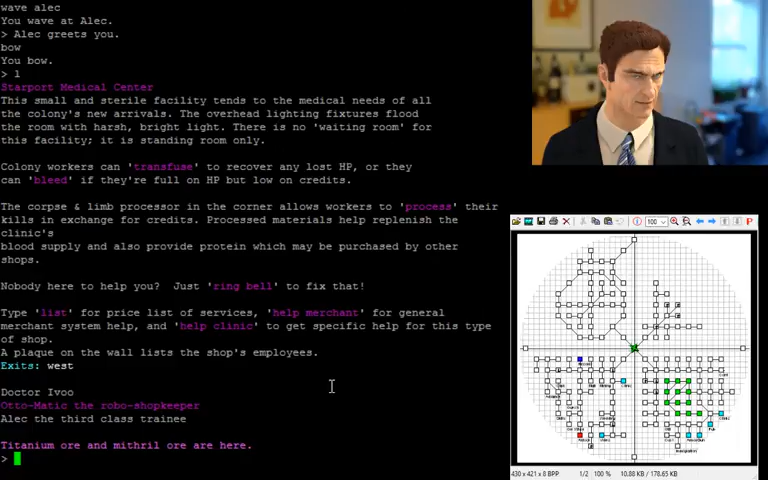 wave alec
You wave at Alec.
> Alec greets you.
bow
You bow.
> l
Starport Medical Center
This small and sterile facility tends to the medical needs of all
the colony's new arrivals. The overhead lighting fixtures flood
the room with harsh, bright light. There is no 'waiting room' for
this facility; it is standing room only.
Colony workers can 'transfuse' to recover any lost HP, or they
can 'bleed' if they're full on HP but low on credits.
The corpse & limb processor in the corner allows workers to 'process' their
kills in exchange for credits. Processed materials help replenish the
clinic's
blood supply and also provide protein which may be purchased by other
shops.
Nobody here to help you?  Just 'ring bell' to fix that!
Type 'list' for price list of services, 'help merchant' for general
merchant system help, and 'help clinic' to get specific help for this type
of shop.
A plaque on the wall lists the shop's employees.
Exits: west
Doctor Ivoo
Otto-Matic the robo-shopkeeper
Alec the third class trainee
Titanium ore and mithril ore are here.
>
100
430 x 421 x 8 BPP
1/2
100 %
10.88 KB / 178.65 KB